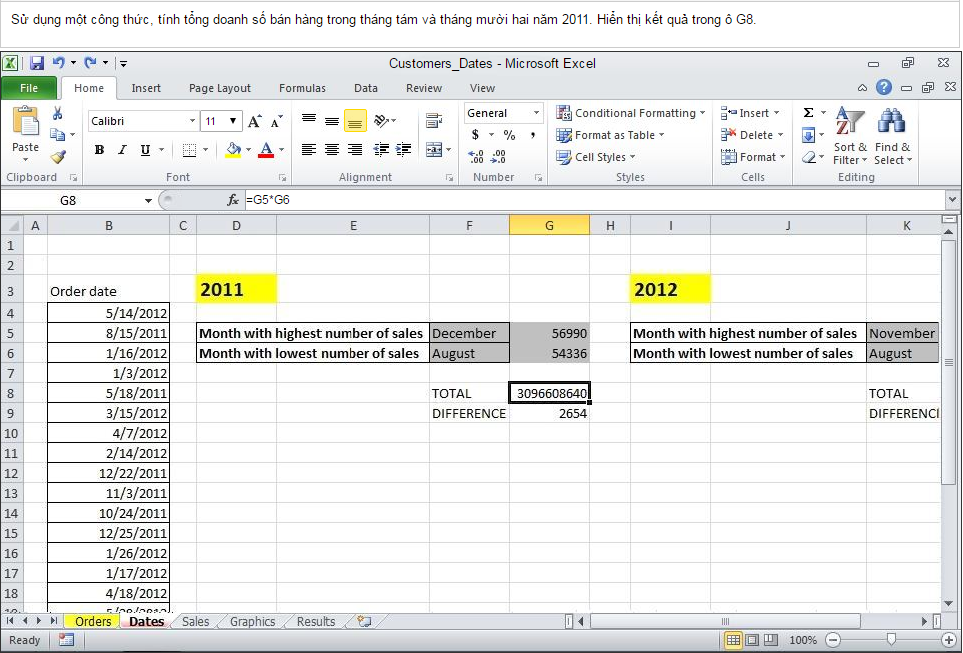 Sử dụng một công thức, tính tổng doanh số bán hàng trong tháng tám và tháng mười hai năm 2011. Hiển thị kết quả trong ô G8.
Customers_Dates - Microsoft Excel
File Home Insert Page Layout Formulas Data Review View
Paste
Calibri 11 A A
B I U A
General
$ % ,
.00 .00
Conditional Formatting
Format as Table
Cell Styles
Insert
Delete
Format
Σ
Sort & Filter
Find & Select
Clipboard Font Alignment Number Styles Cells Editing
G8 fx =G5*G6
A B C D E F G H I J K
1
2
3 Order date 2011 2012
4 5/14/2012
5 8/15/2011 Month with highest number of sales December 56990 Month with highest number of sales November
6 1/16/2012 Month with lowest number of sales August 54336 Month with lowest number of sales August
7 1/3/2012
8 5/18/2011 TOTAL 3096608640 TOTAL
9 3/15/2012 DIFFERENCE 2654 DIFFERENCE
10 4/7/2012
11 2/14/2012
12 12/22/2011
13 11/3/2011
14 10/24/2011
15 12/25/2011
16 1/26/2012
17 1/17/2012
18 4/18/2012
Orders Dates Sales Graphics Results
Ready 100%